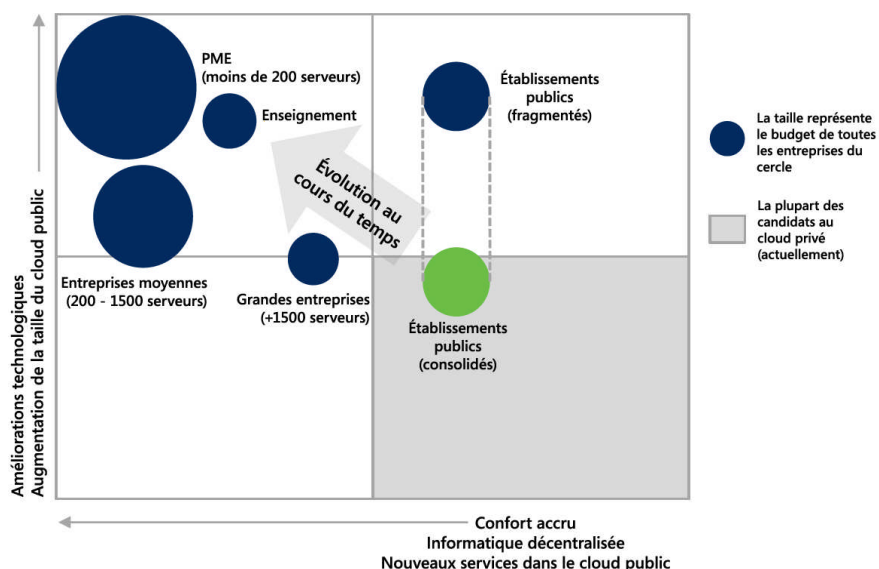 PME
(moins de 200 serveurs)
Enseignement
Établissements
publics
(fragmentés)
La taille représente
le budget de toutes
les entreprises du
cercle
Évolution au
cours du temps
La plupart des
candidats au
cloud privé
(actuellement)
Entreprises moyennes
(200 - 1500 serveurs)
Grandes entreprises
(+1500 serveurs)
Établissements
publics
(consolidés)
Améliorations technologiques
Augmentation de la taille du cloud public
Confort accru
Informatique décentralisée
Nouveaux services dans le cloud public